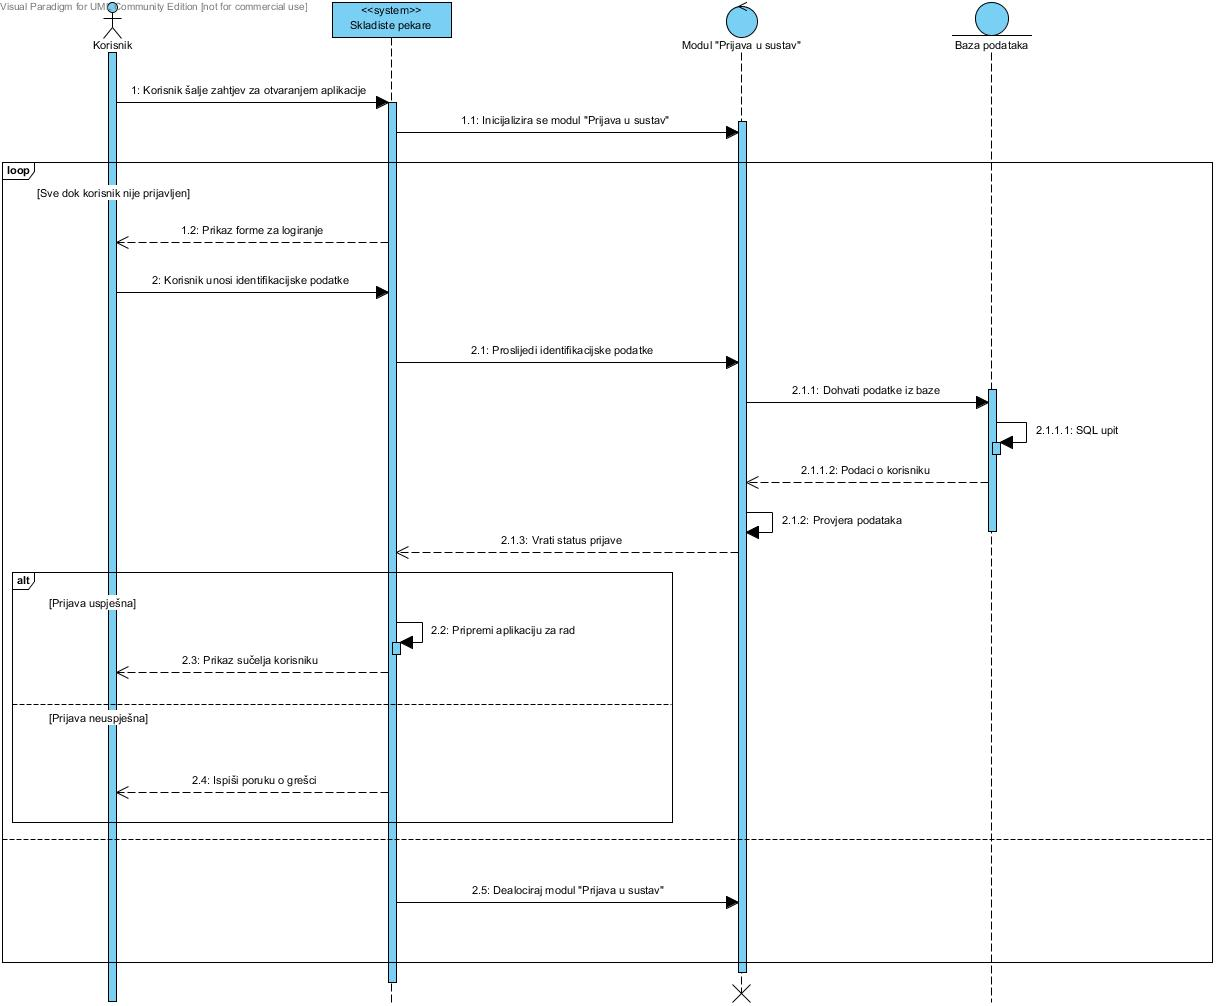 Visual Paradigm for UML Community Edition [not for commercial use]
<<system>>
Skladiste pekare
Korisnik
Modul "Prijava u sustav"
Baza podataka
1: Korisnik šalje zahtjev za otvaranjem aplikacije
1.1: Inicijalizira se modul "Prijava u sustav"
loop
[Sve dok korisnik nije prijavljen]
1.2: Prikaz forme za logiranje
2: Korisnik unosi identifikacijske podatke
2.1: Proslijedi identifikacijske podatke
2.1.1: Dohvati podatke iz baze
2.1.1.1: SQL upit
2.1.1.2: Podaci o korisniku
2.1.2: Provjera podataka
2.1.3: Vrati status prijave
alt
[Prijava uspješna]
2.2: Pripremi aplikaciju za rad
2.3: Prikaz sučelja korisniku
[Prijava neuspješna]
2.4: Ispiši poruku o grešci
2.5: Dealociraj modul "Prijava u sustav"